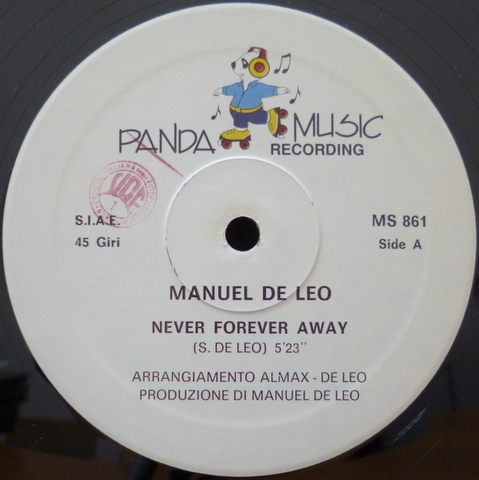 PANDA MUSIC
RECORDING
S.I.A.E.
45 Giri
MS 861
Side A
MANUEL DE LEO
NEVER FOREVER AWAY
(S. DE LEO) 5'23"
ARRANGIAMENTO ALMAX - DE LEO
PRODUZIONE DI MANUEL DE LEO